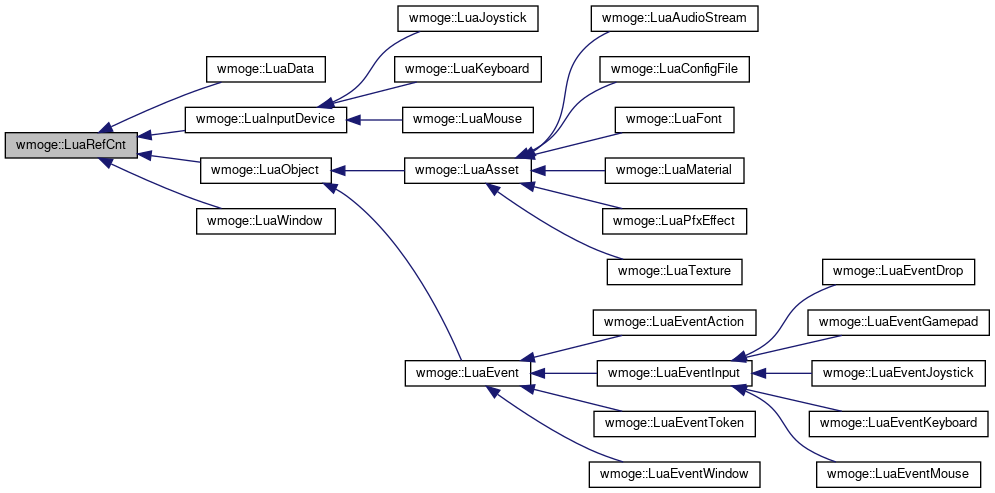 wmoge::LuaRefCnt
wmoge::LuaData
wmoge::LuaInputDevice
wmoge::LuaJoystick
wmoge::LuaKeyboard
wmoge::LuaMouse
wmoge::LuaObject
wmoge::LuaAsset
wmoge::LuaAudioStream
wmoge::LuaConfigFile
wmoge::LuaFont
wmoge::LuaMaterial
wmoge::LuaPfxEffect
wmoge::LuaTexture
wmoge::LuaEvent
wmoge::LuaEventAction
wmoge::LuaEventInput
wmoge::LuaEventDrop
wmoge::LuaEventGamepad
wmoge::LuaEventJoystick
wmoge::LuaEventKeyboard
wmoge::LuaEventMouse
wmoge::LuaEventToken
wmoge::LuaEventWindow
wmoge::LuaWindow